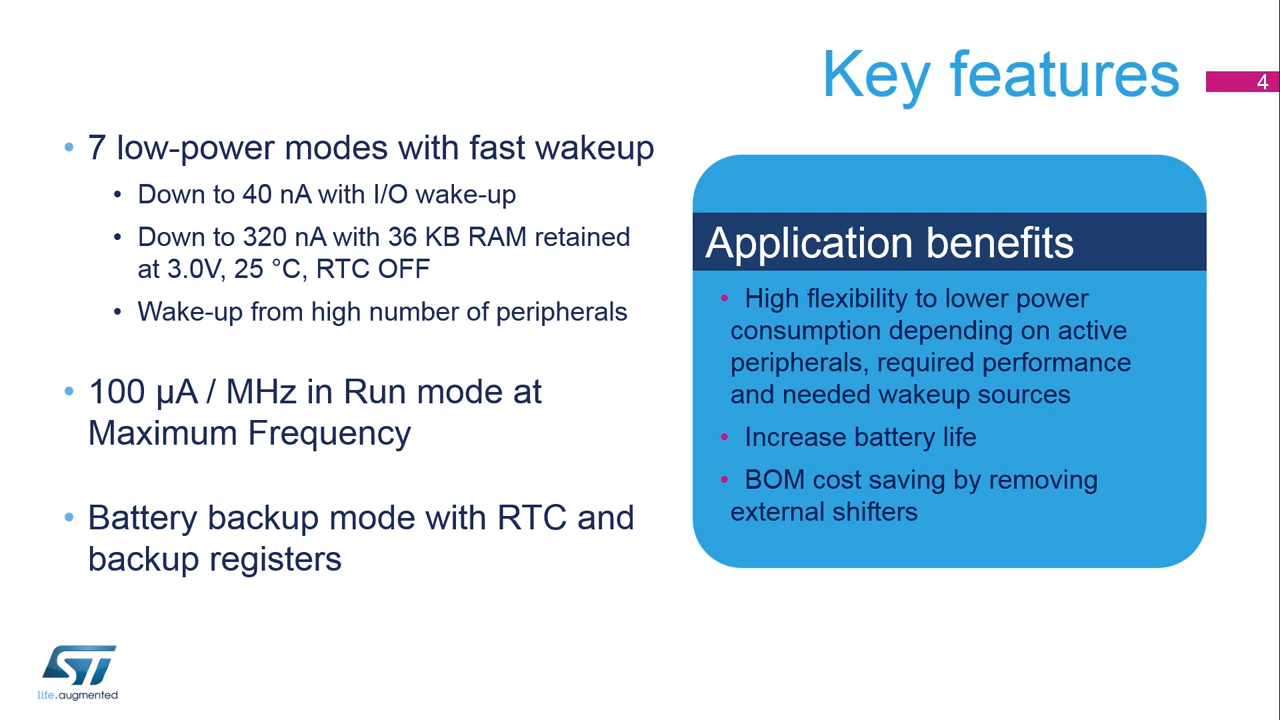 Key features
4
• 7 low-power modes with fast wakeup
• Down to 40 nA with I/O wake-up
• Down to 320 nA with 36 KB RAM retained
at 3.0V, 25 °C, RTC OFF
• Wake-up from high number of peripherals
• 100 µA / MHz in Run mode at
Maximum Frequency
• Battery backup mode with RTC and
backup registers
Application benefits
• High flexibility to lower power
consumption depending on active
peripherals, required performance
and needed wakeup sources
• Increase battery life
• BOM cost saving by removing
external shifters
ST
life.augmented